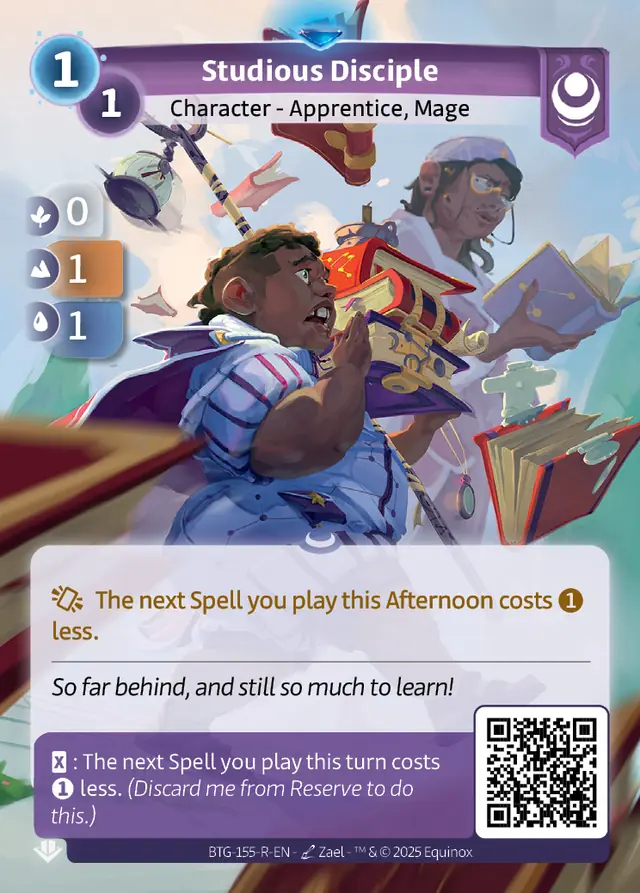 1
1
Studious Disciple
Character - Apprentice, Mage
0
1
1
The next Spell you play this Afternoon costs 1
less.
So far behind, and still so much to learn!
X : The next Spell you play this turn costs
1 less. (Discard me from Reserve to do
this.)
BTG-155-R-EN - Zael - ™ & © 2025 Equinox